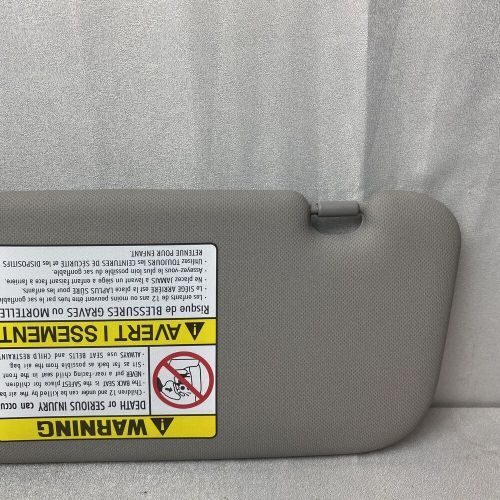 ⚠ WARNING
DEATH or SERIOUS INJURY can occu
· Children 12 and under can be killed by the air ba
· The BACK SEAT is the SAFEST place for children.
· NEVER put a rear-facing child seat in the front
· Sit as far back as possible from the air bag.
· ALWAYS use SEAT BELTS and CHILD RESTRAIN
⚠ AVERTISSEMENT
Risque de BLESSURES GRAVES ou MORTELLE
· Les enfants de 12 ans ou moins peuvent être tués par le
sac gonflable
· Le SIÈGE ARRIÈRE est la place la PLUS SÛRE pour les enfants.
· Ne placez JAMAIS à l'avant un siège d'enfant faisant face à l'arrière.
· Assoyez-vous le plus loin possible du sac gonflable.
· Utilisez TOUJOURS les CEINTURES DE SÉCURITÉ et les DISPOSITIFS
RETENUE POUR ENFANT.